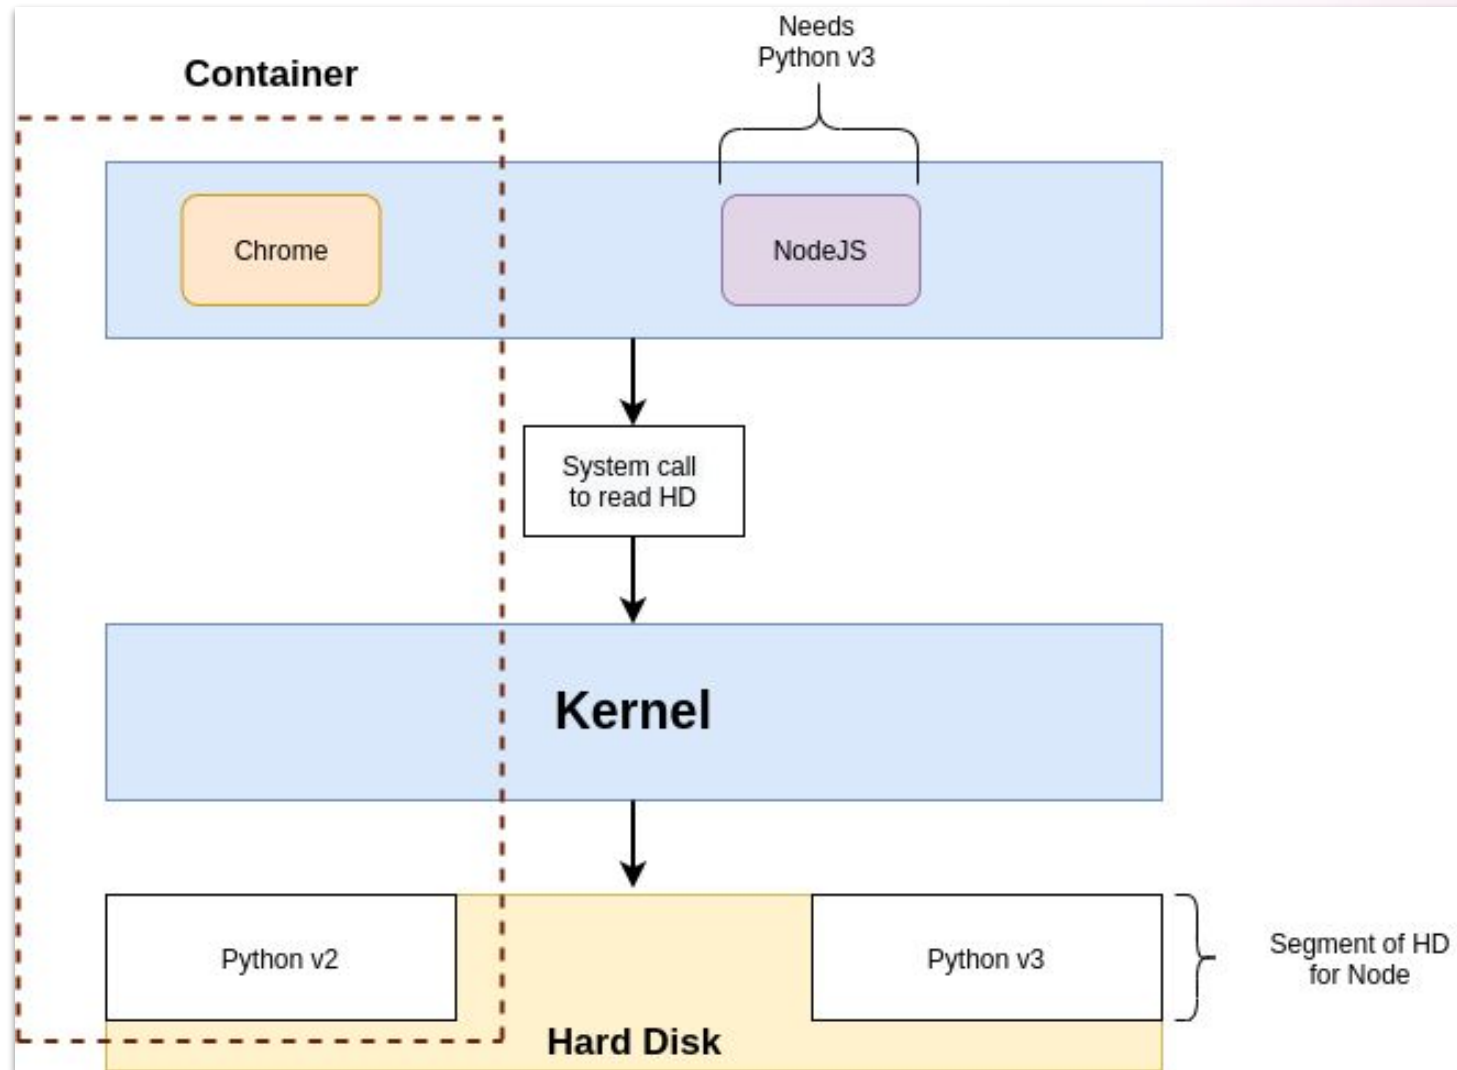 Needs
Python v3
Container
Chrome
NodeJS
System call
to read HD
Kernel
Python v2
Python v3
Segment of HD
for Node
Hard Disk